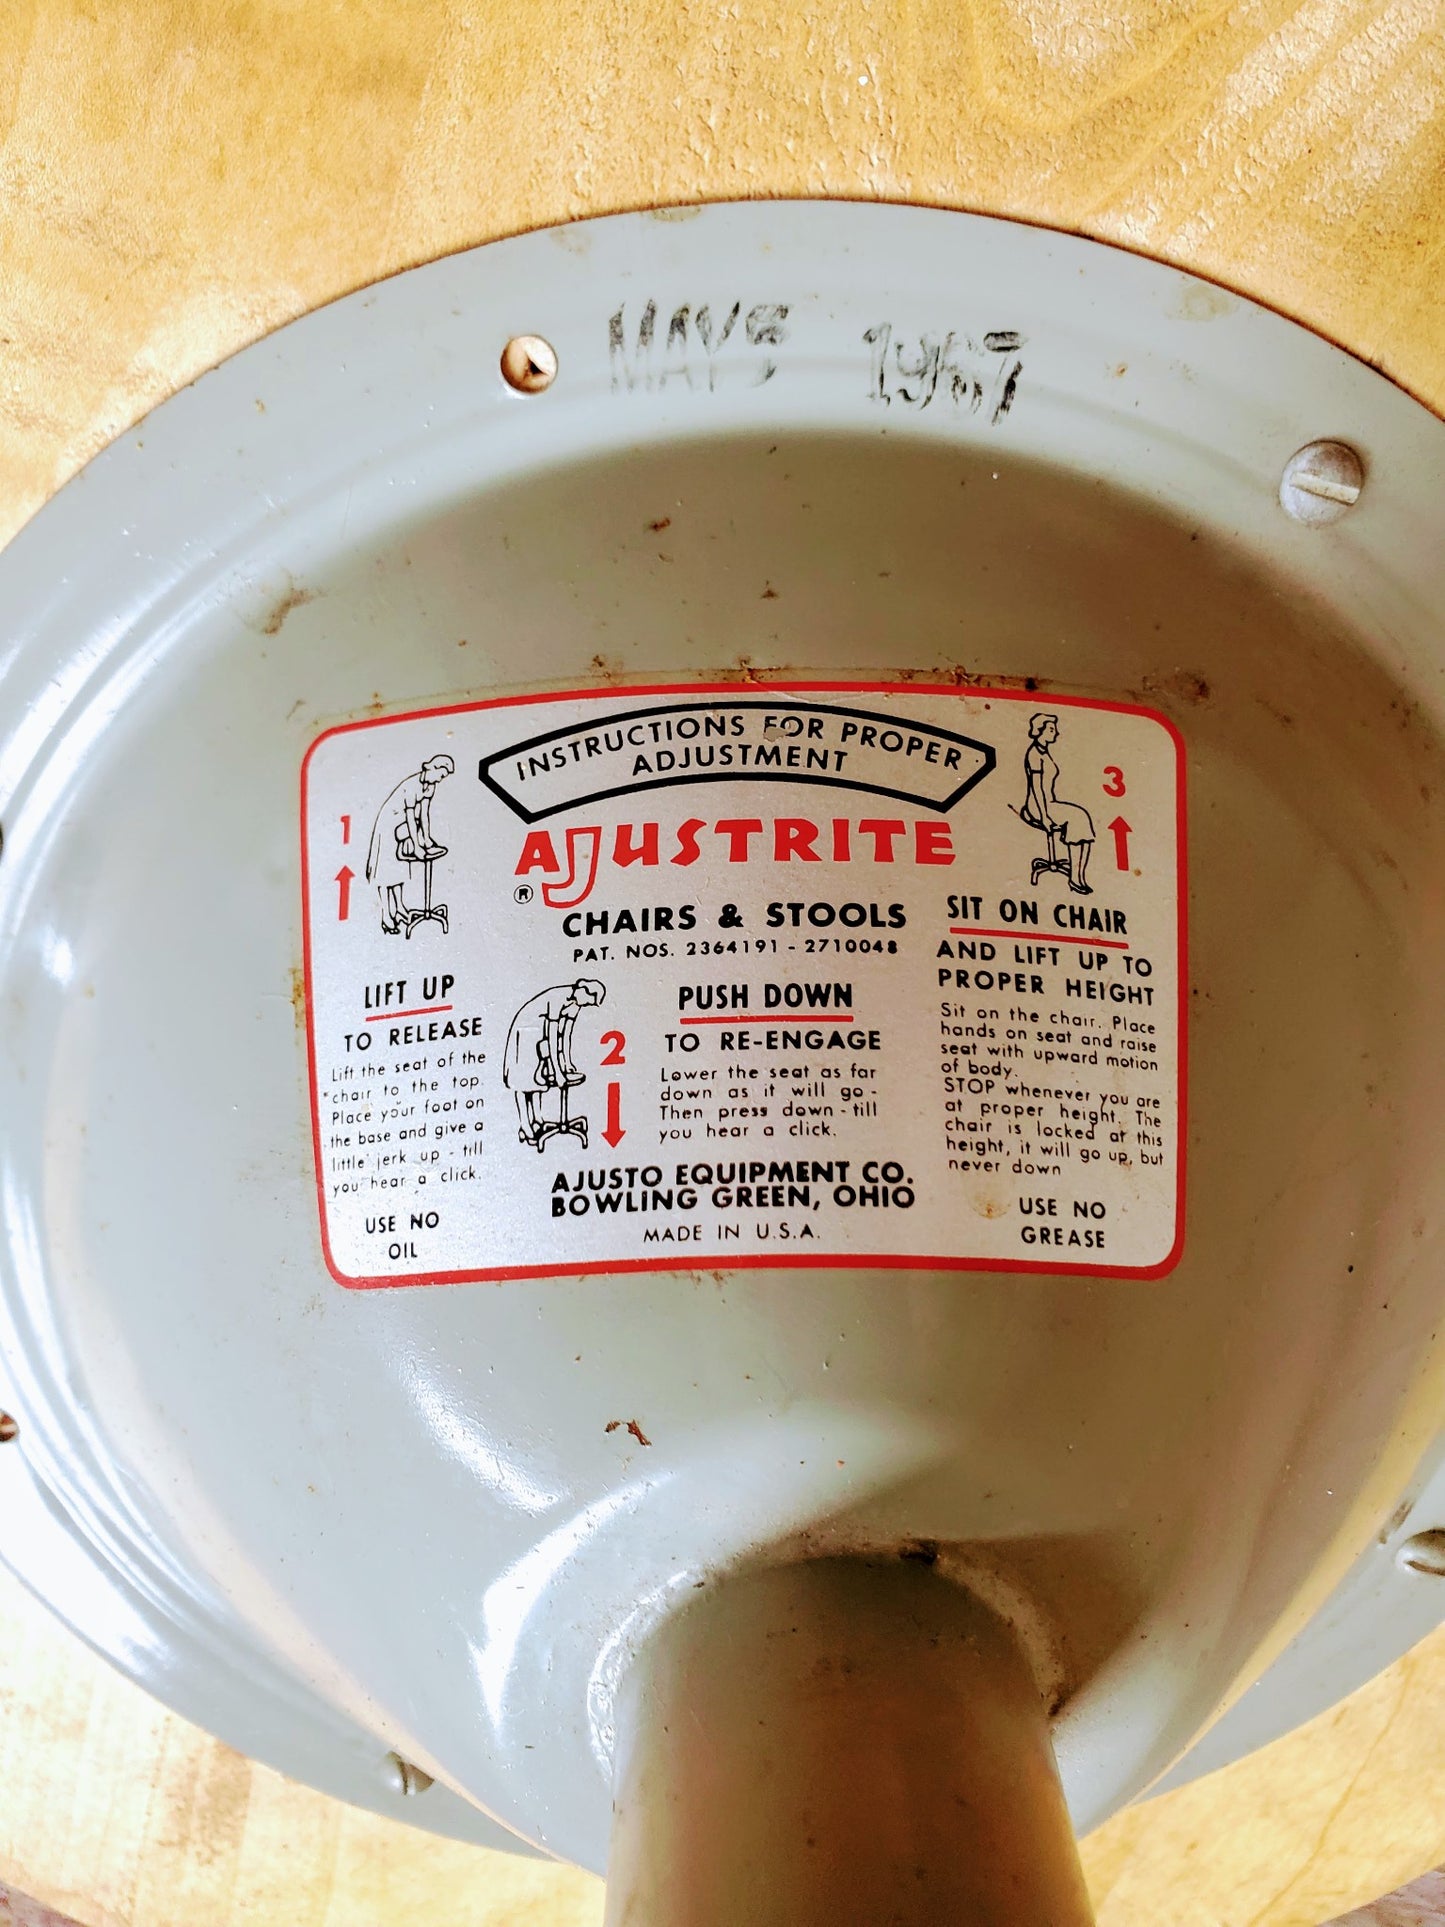 MAY 5 1967
INSTRUCTIONS FOR PROPER
ADJUSTMENT
AJUSTRITE
®
CHAIRS & STOOLS
PAT. NOS. 2364191 - 2710048
1
LIFT UP
TO RELEASE
Lift the seat of the
chair to the top.
Place your foot on
the base and give a
little jerk up - till
you hear a click.
USE NO
OIL
2
PUSH DOWN
TO RE-ENGAGE
Lower the seat as far
down as it will go -
Then press down - till
you hear a click.
3
SIT ON CHAIR
AND LIFT UP TO
PROPER HEIGHT
Sit on the chair. Place
hands on seat and raise
seat with upward motion
of body.
STOP whenever you are
at proper height. The
chair is locked at this
height, it will go up, but
never down
USE NO
GREASE
AJUSTO EQUIPMENT CO.
BOWLING GREEN, OHIO
MADE IN U.S.A.